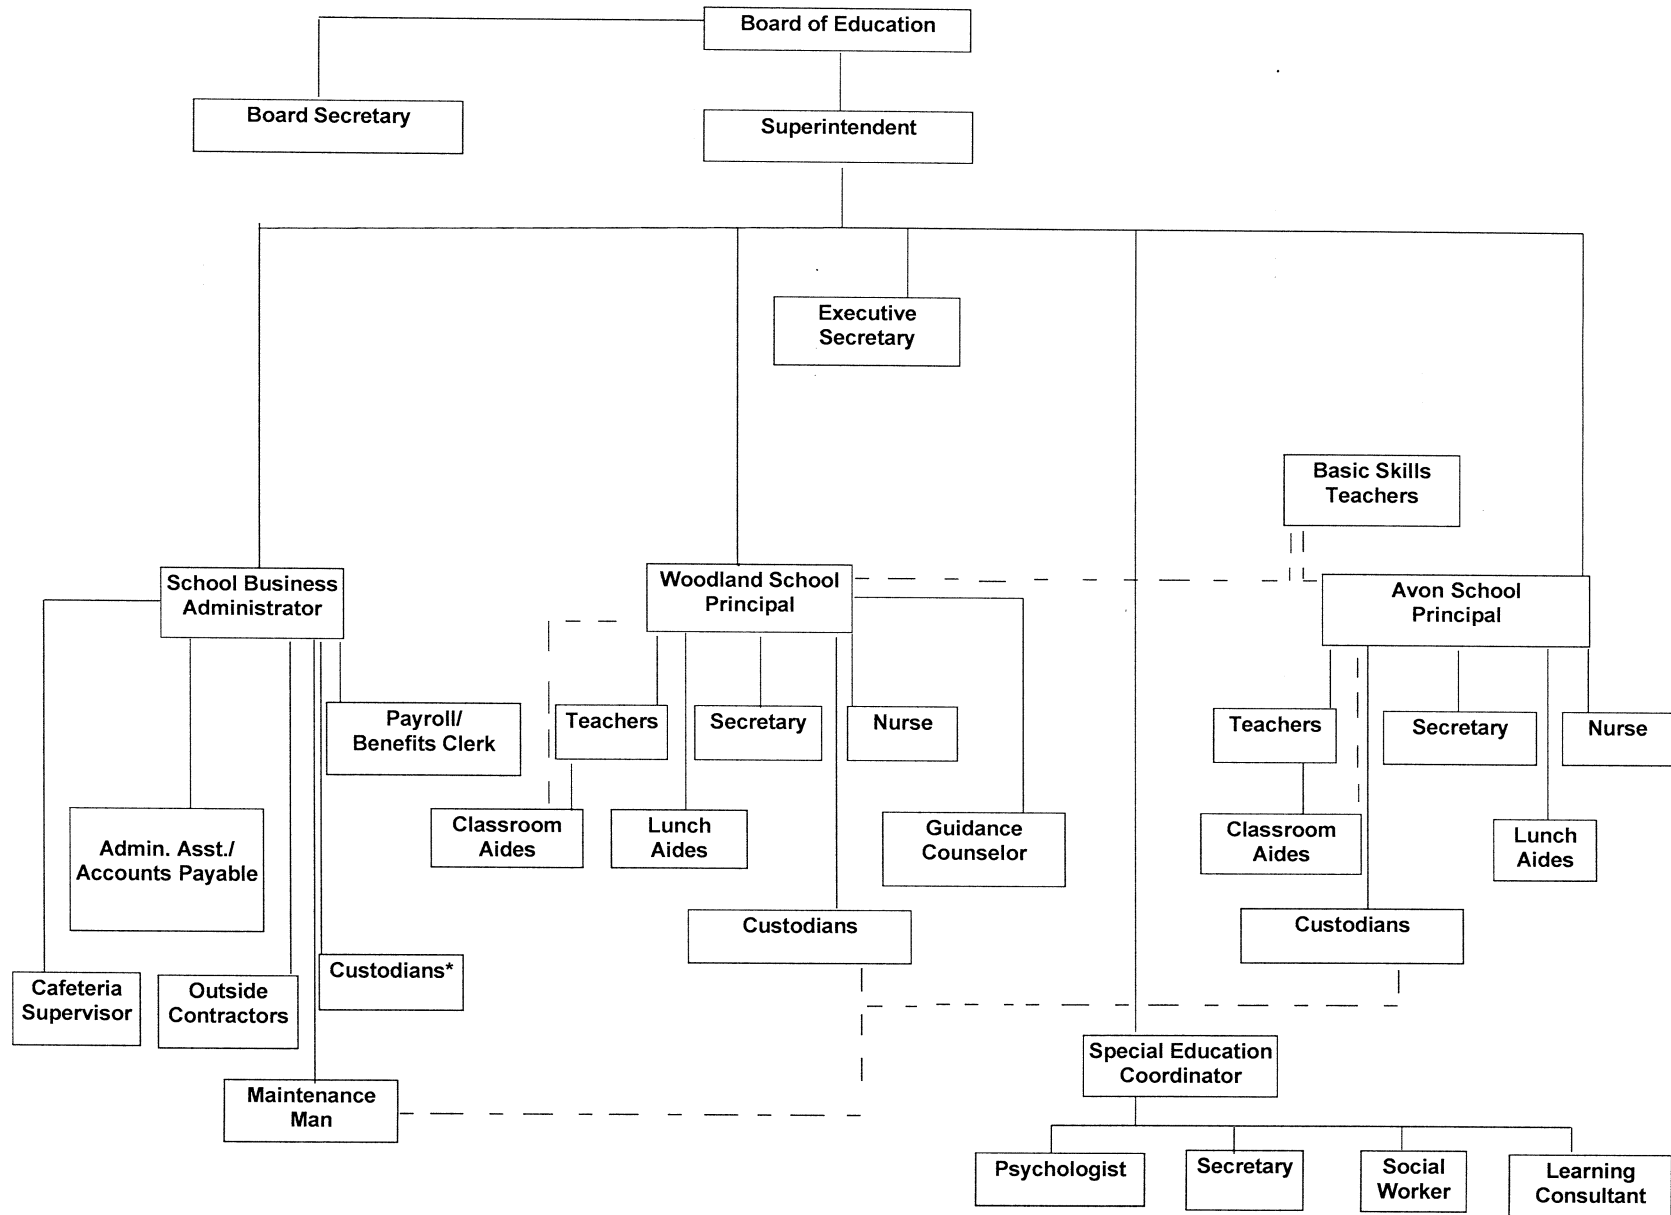 Board of Education
Board Secretary
Superintendent
Executive
Secretary
Basic Skills
Teachers
School Business
Administrator
Woodland School
Principal
Avon School
Principal
Payroll/
Benefits Clerk
Teachers
Secretary
Nurse
Teachers
Secretary
Nurse
Admin. Asst./
Accounts Payable
Classroom
Aides
Lunch
Aides
Guidance
Counselor
Classroom
Aides
Lunch
Aides
Custodians
Custodians
Cafeteria
Supervisor
Outside
Contractors
Custodians*
Special Education
Coordinator
Maintenance
Man
Psychologist
Secretary
Social
Worker
Learning
Consultant